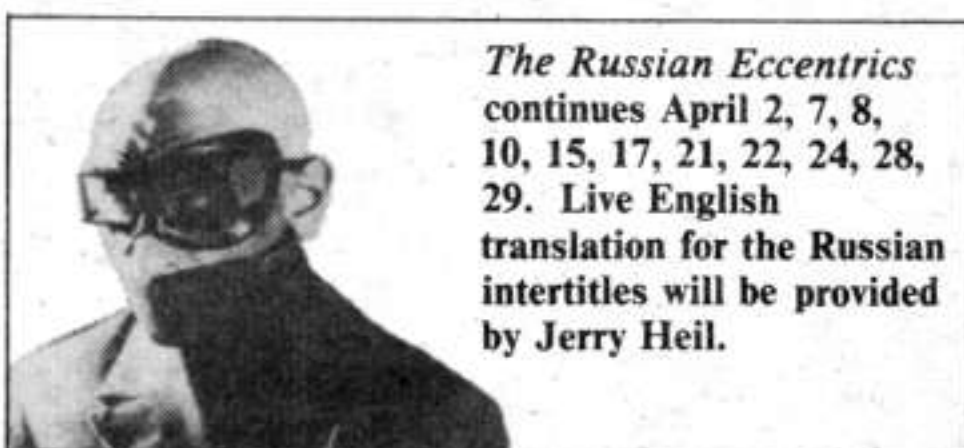 The Russian Eccentrics
continues April 2, 7, 8,
10, 15, 17, 21, 22, 24, 28,
29. Live English
translation for the Russian
intertitles will be provided
by Jerry Heil.